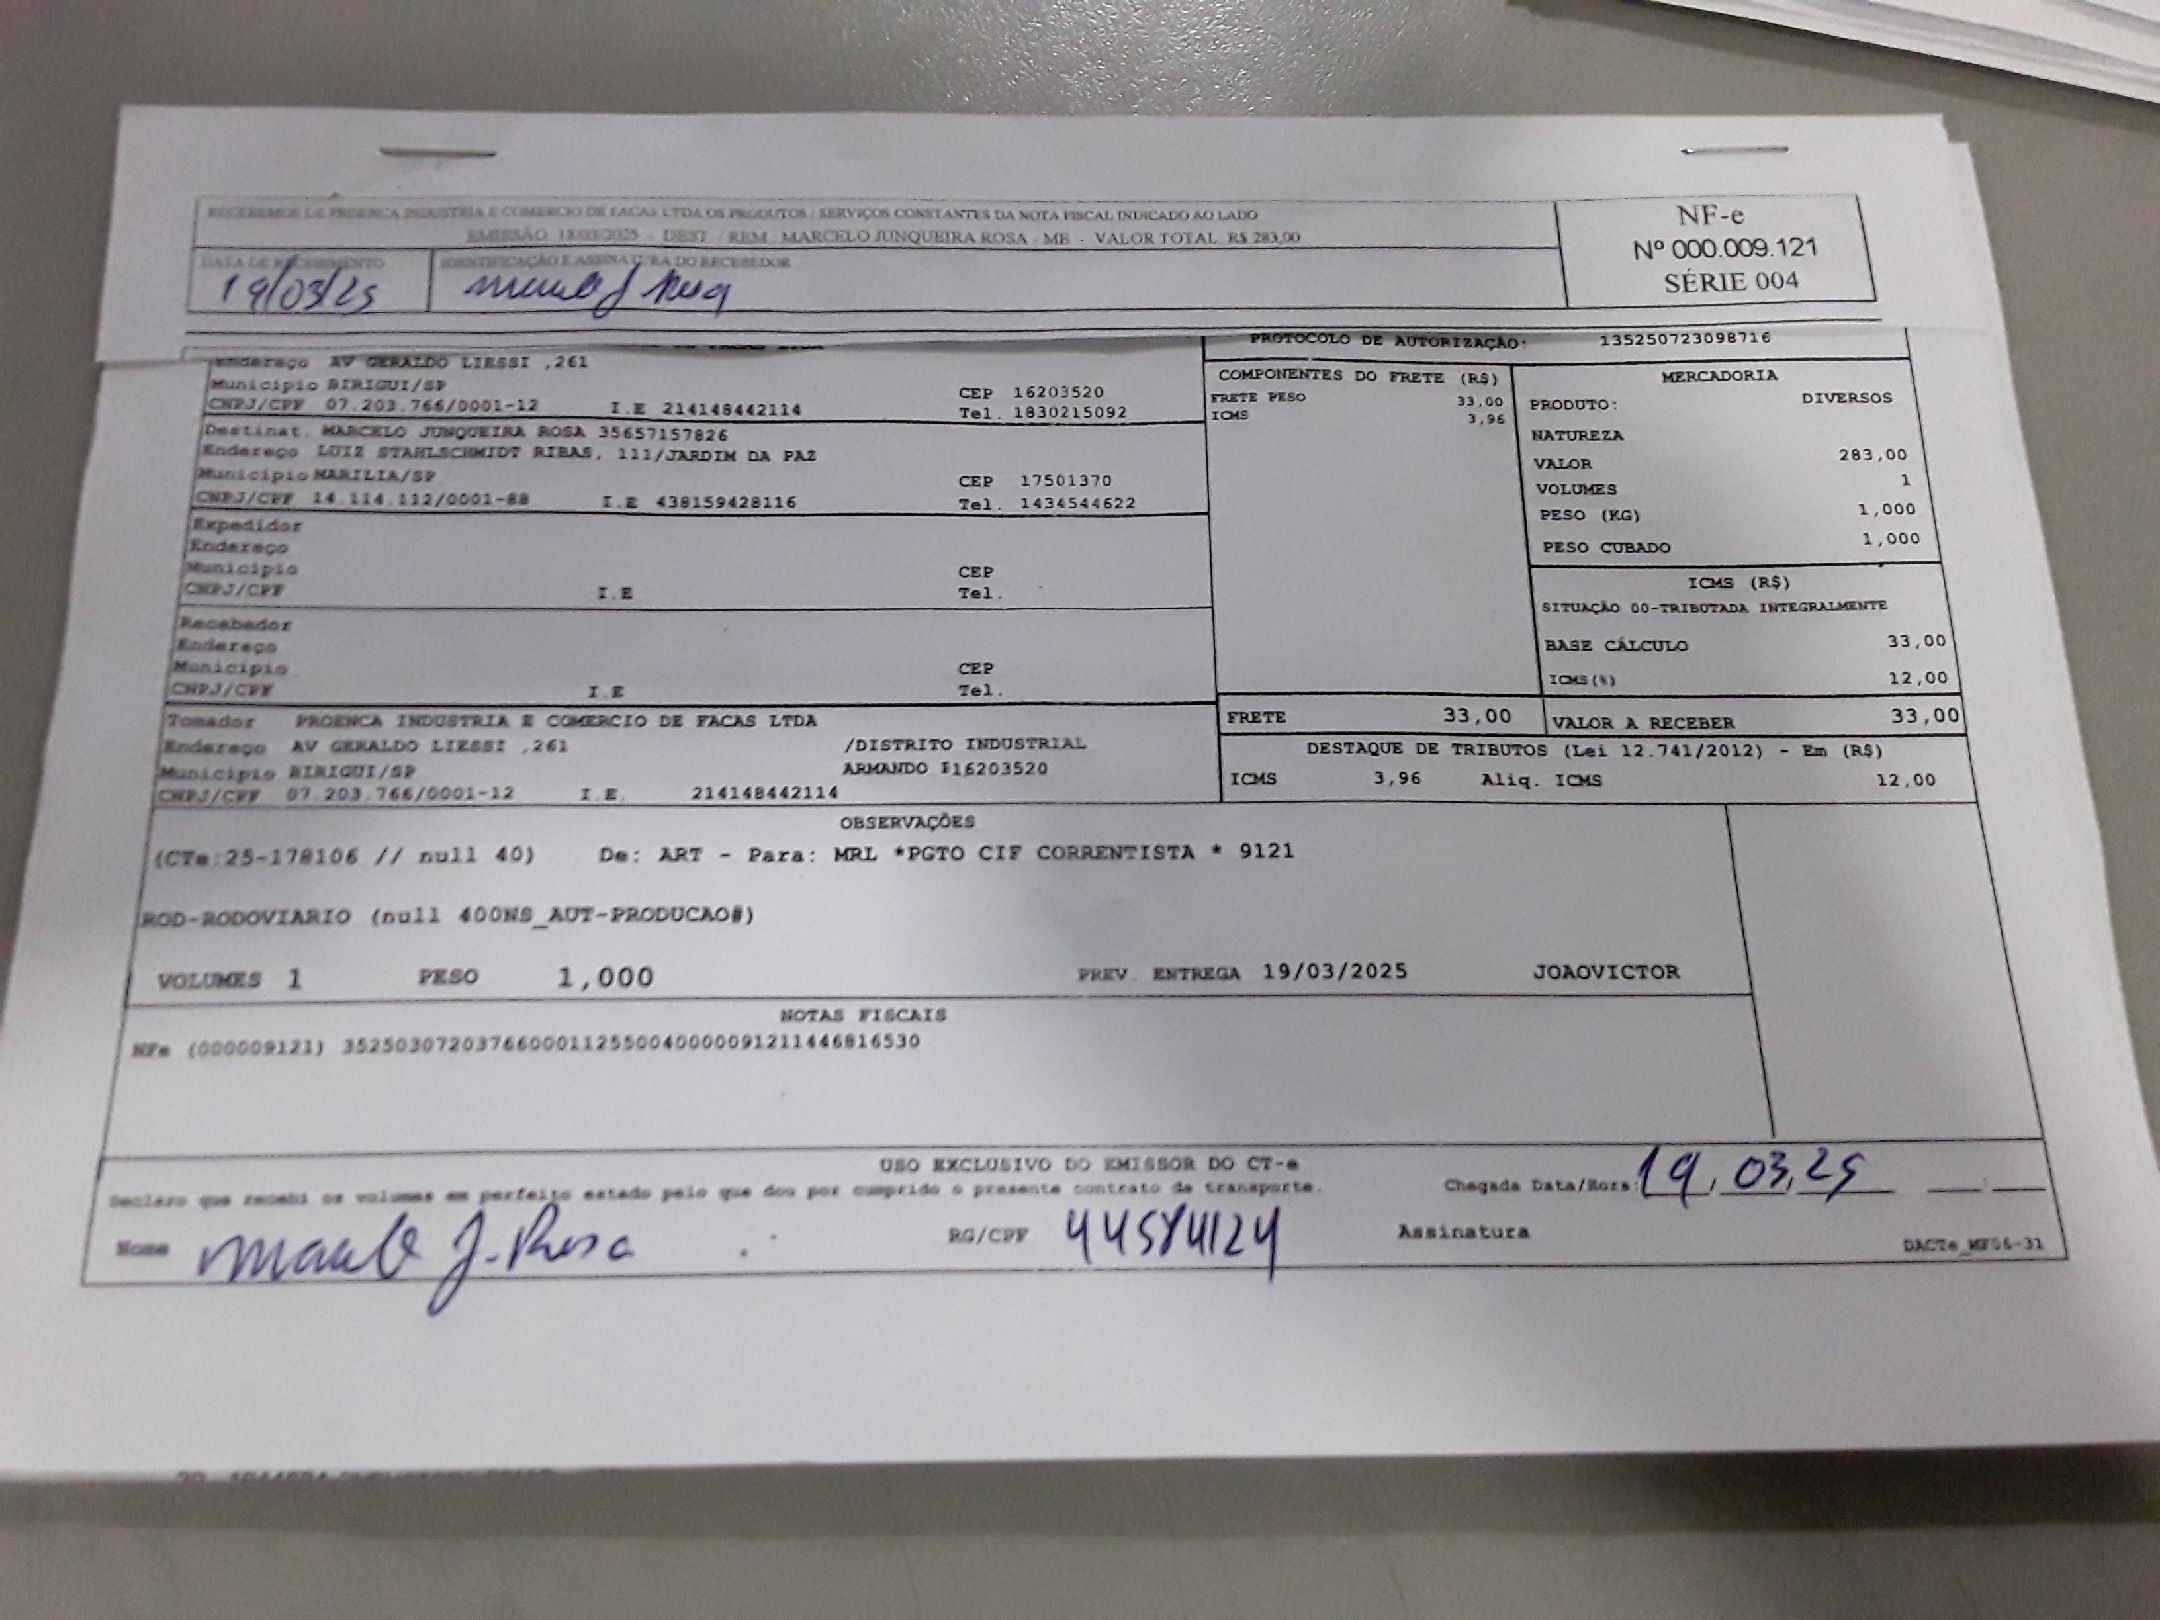 RECEBEMOS DE PROENCA INDUSTRIA E COMERCIO DE FACAS LTDA OS PRODUTOS / SERVIÇOS CONSTANTES DA NOTA FISCAL INDICADO AO LADO
EMISSÃO: 18/03/2025 - DEST. / REM.: MARCELO JUNQUEIRA ROSA - ME - VALOR TOTAL: R$ 283,00
NF-e
Nº 000.009.121
SÉRIE 004
DATA DE RECEBIMENTO
19/03/25
IDENTIFICAÇÃO E ASSINATURA DO RECEBEDOR
J Rosa
PROTOCOLO DE AUTORIZAÇÃO: 135250723098716
Endereço AV GERALDO LIESSI ,261
Municipio BIRIGUI/SP CEP 16203520
CNPJ/CPF 07.203.766/0001-12 I.E 214148442114 Tel. 1830215092
Destinat. MARCELO JUNQUEIRA ROSA 35657157826
Endereço LUIZ STAHLSCHMIDT RIBAS, 111/JARDIM DA PAZ
Municipio MARILIA/SP CEP 17501370
CNPJ/CPF 14.114.112/0001-88 I.E 438159428116 Tel. 1434544622
Expedidor
Endereço
Municipio CEP
CNPJ/CPF I.E Tel.
Recebedor
Endereço
Municipio CEP
CNPJ/CPF I.E Tel.
Tomador PROENCA INDUSTRIA E COMERCIO DE FACAS LTDA
Endereço AV GERALDO LIESSI ,261 /DISTRITO INDUSTRIAL
Municipio BIRIGUI/SP ARMANDO 16203520
CNPJ/CPF 07.203.766/0001-12 I.E. 214148442114
COMPONENTES DO FRETE (R$)
FRETE PESO 33,00
ICMS 3,96
MERCADORIA
PRODUTO: DIVERSOS
NATUREZA
VALOR 283,00
VOLUMES 1
PESO (KG) 1,000
PESO CUBADO 1,000
ICMS (R$)
SITUAÇÃO 00-TRIBUTADA INTEGRALMENTE
BASE CÁLCULO 33,00
ICMS(%) 12,00
FRETE 33,00 VALOR A RECEBER 33,00
DESTAQUE DE TRIBUTOS (Lei 12.741/2012) - Em (R$)
ICMS 3,96 Aliq. ICMS 12,00
OBSERVAÇÕES
(CTe:25-178106 // null 40) De: ART - Para: MRL *PGTO CIF CORRENTISTA * 9121
ROD-RODOVIARIO (null 400NS_AUT-PRODUCAO#)
VOLUMES 1 PESO 1,000 PREV. ENTREGA 19/03/2025 JOAOVICTOR
NOTAS FISCAIS
NFe (000009121) 35250307203766000112550040000091211446816530
USO EXCLUSIVO DO EMISSOR DO CT-e
Declaro que recebi os volumes em perfeito estado pelo que dou por cumprido o presente contrato de transporte. Chegada Data/Hora: 19,03,25
Nome J. Rosa RG/CPF Assinatura
DACTe_MF06-31